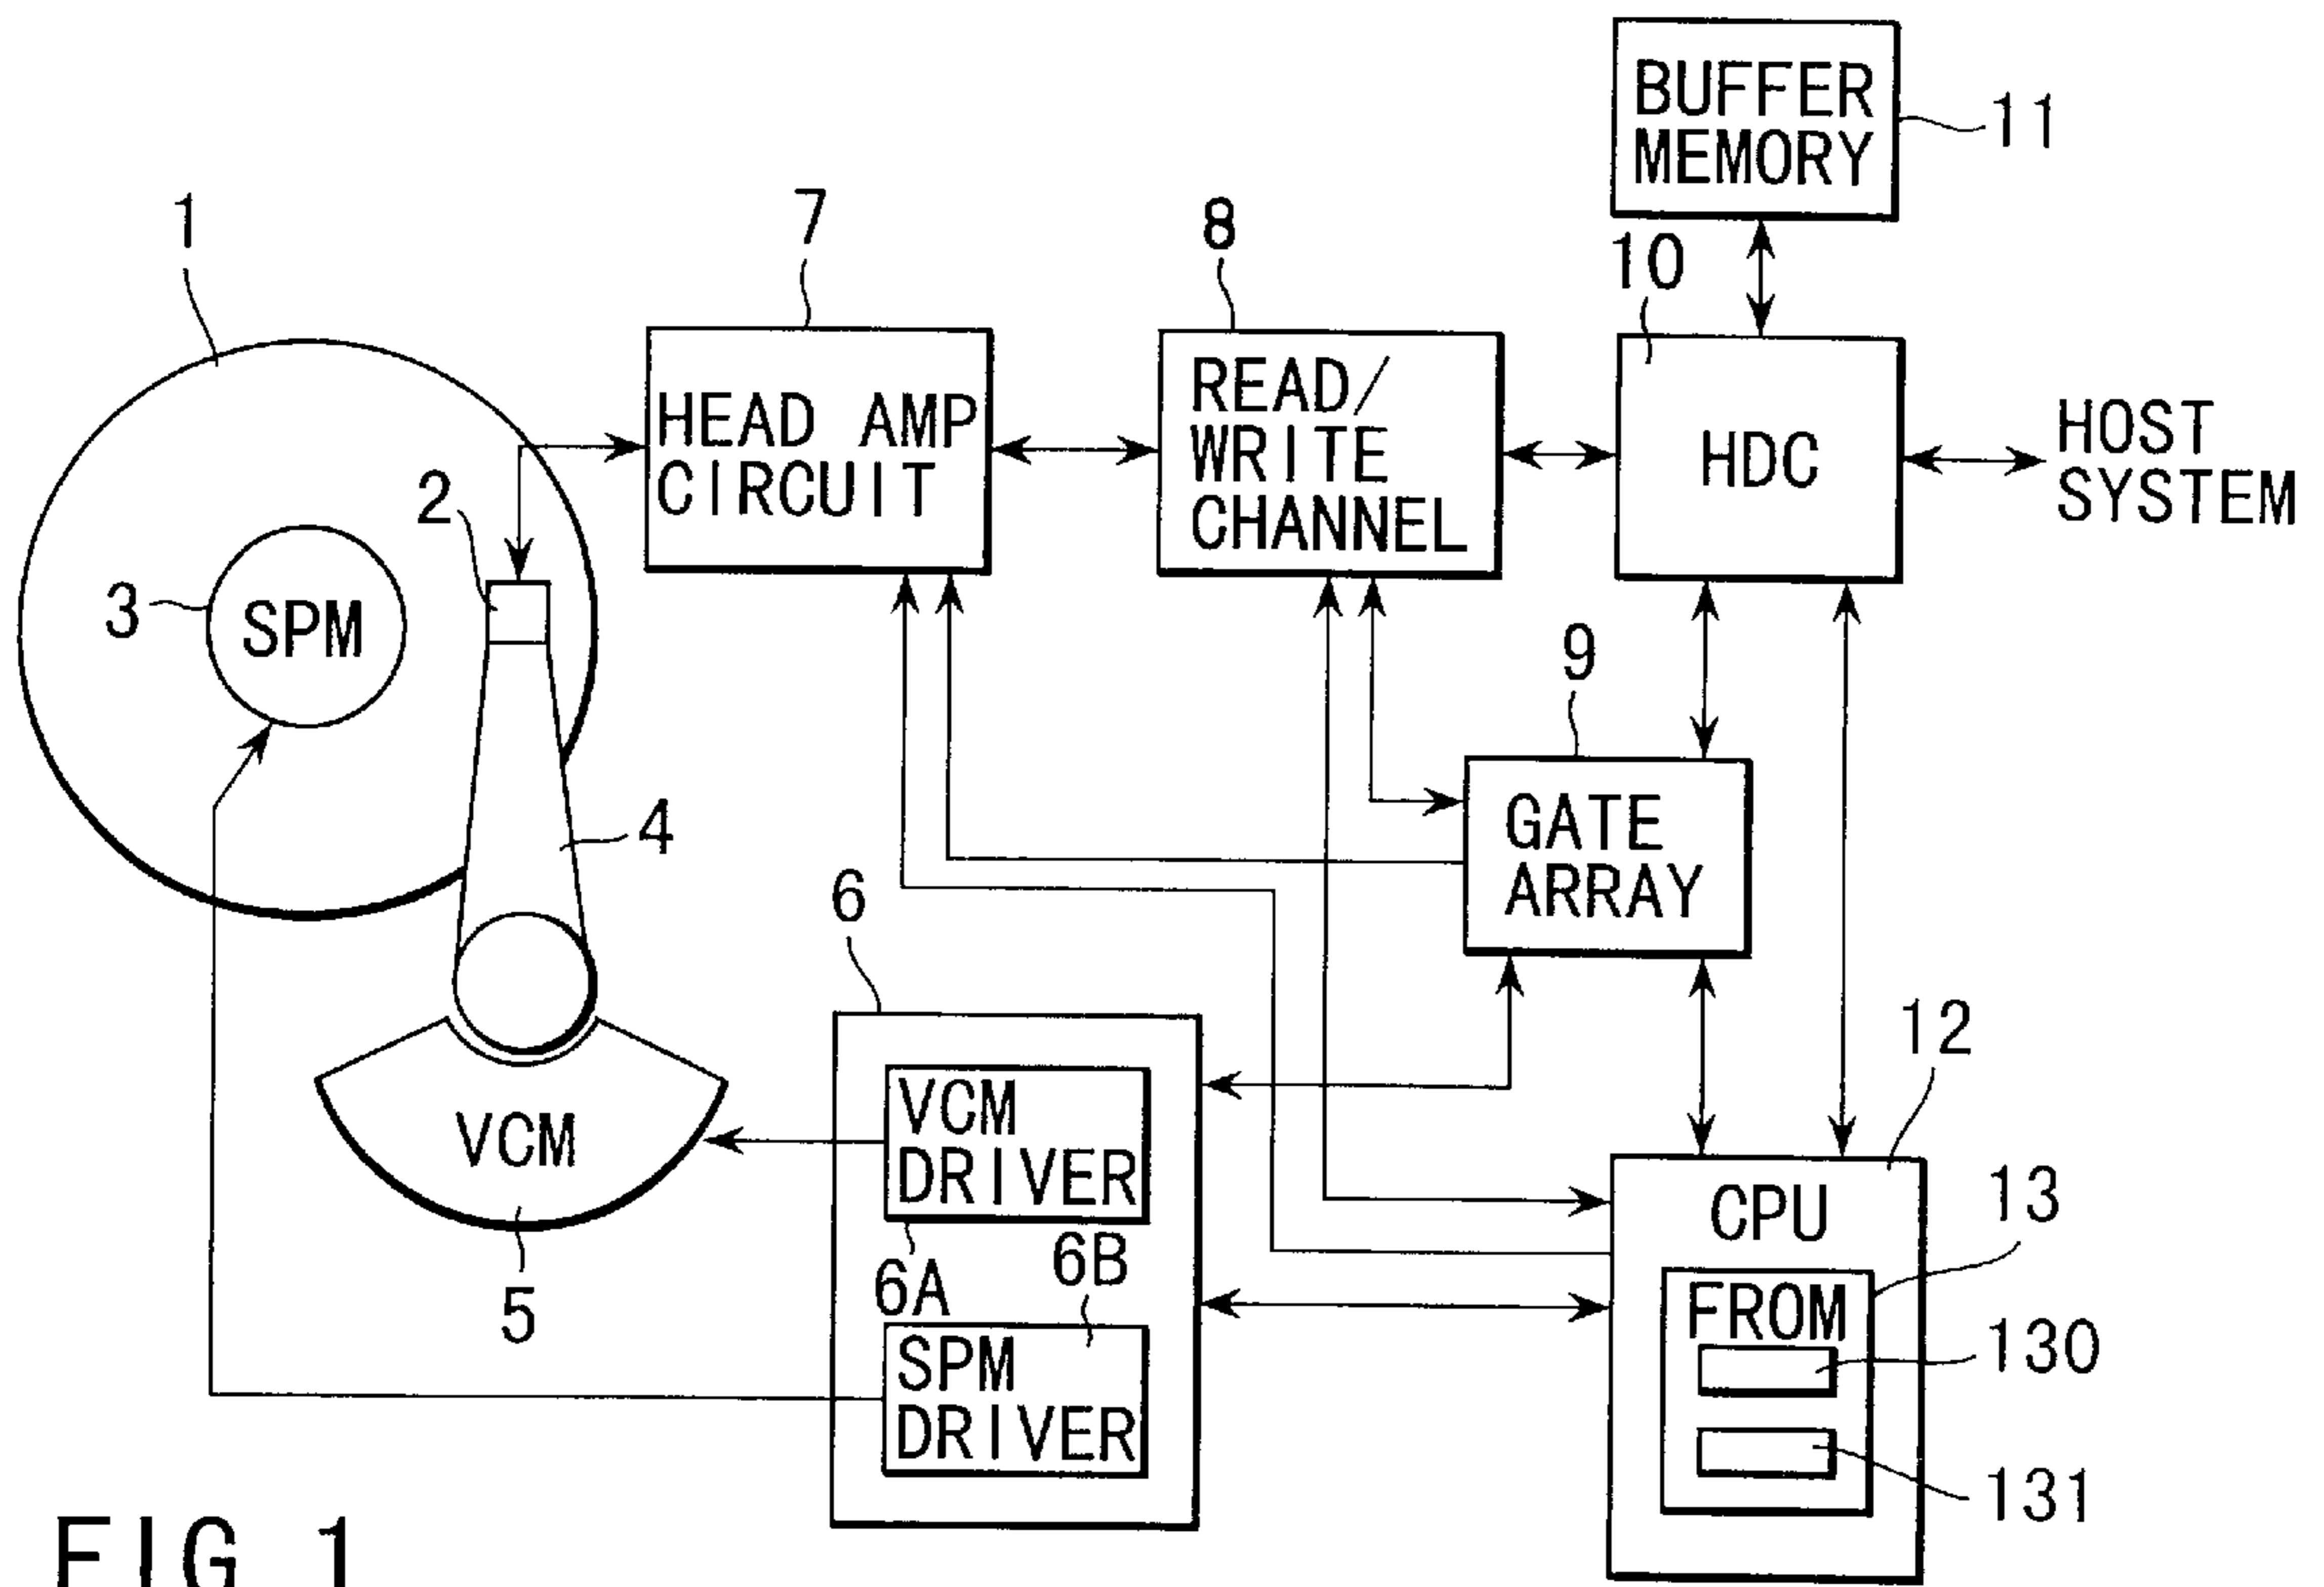 BUFFER
MEMORY
11
1
7
8
10
HEAD AMP
CIRCUIT
READ/
WRITE
CHANNEL
HDC
HOST
SYSTEM
2
3
SPM
9
4
GATE
ARRAY
6
12
VCM
5
VCM
DRIVER
6A
6B
SPM
DRIVER
CPU
13
FROM
130
131
FIG 1